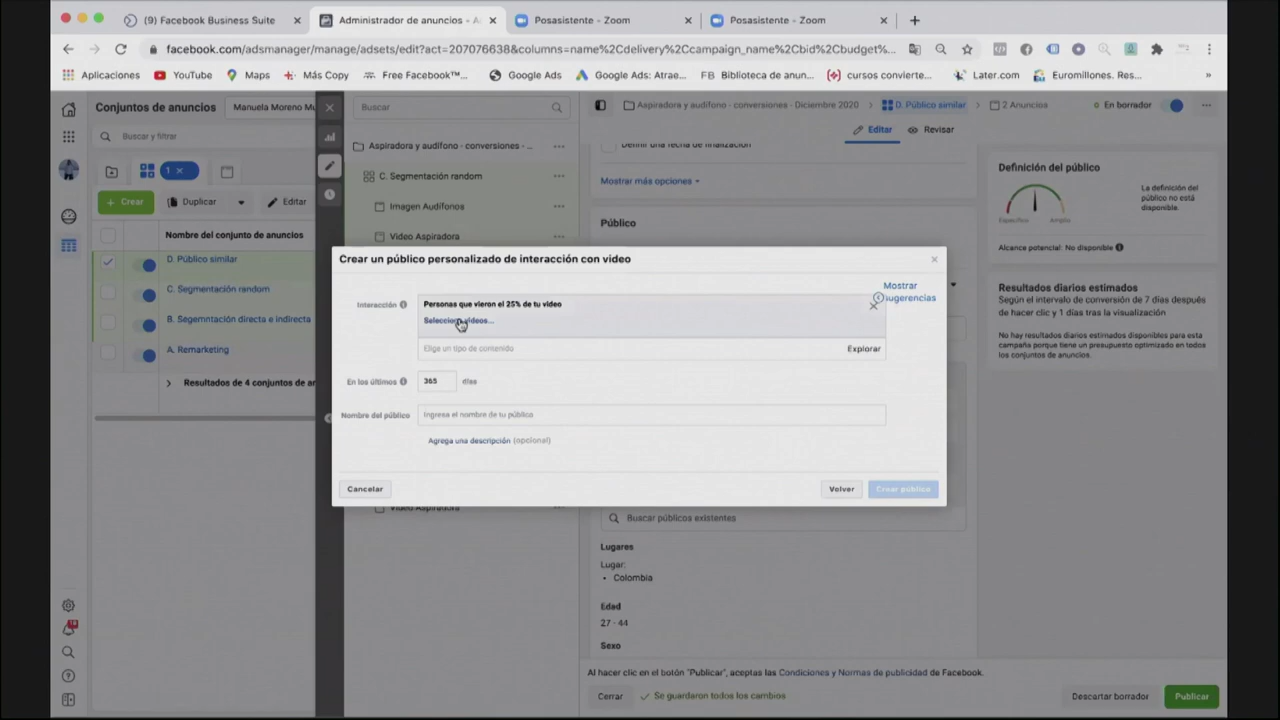 (9) Facebook Business Suite
Administrador de anuncios - A
Posasistente - Zoom
Posasistente - Zoom
facebook.com/adsmanager/manage/adsets/edit?act=207076638&columns=name%2Cdelivery%2Ccampaign_name%2Cbid%2Cbudget%...
Aplicaciones
YouTube
Maps
Más Copy
Free Facebook™...
Google Ads
Google Ads: Atrae...
FB Biblioteca de anun...
cursos convierte...
Later.com
Euromillones. Res...
»
Conjuntos de anuncios
Manuela Moreno Mu
Buscar y filtrar
1 ×
+ Crear
Duplicar
Editar
Nombre del conjunto de anuncios
D. Público similar
C. Segmentación random
B. Segemntación directa e indirecta
A. Remarketing
Resultados de 4 conjuntos de ar
Buscar
Aspiradora y audífono - conversiones - ...
C. Segmentación random
Imagen Audífonos
Video Aspiradora
Video Aspiradora
Aspiradora y audífono - conversiones - Diciembre 2020
D. Público similar
2 Anuncios
En borrador
Editar
Revisar
Definir una fecha de finalización
Mostrar más opciones
Público
Crear un público personalizado de interacción con video
Interacción
Personas que vieron el 25% de tu video
Mostrar
sugerencias
Elige un tipo de contenido
Explorar
En los últimos
365
días
Nombre del público
Ingresa el nombre de tu público
Agrega una descripción (opcional)
Cancelar
Volver
Crear público
Buscar públicos existentes
Lugares
Lugar:
• Colombia
Edad
27 - 44
Sexo
Definición del público
La definición
del público no está
disponible.
Específico
Amplio
Alcance potencial: No disponible
Resultados diarios estimados
Según el intervalo de conversión de 7 días después
de hacer clic y 1 días tras la visualización
No hay resultados diarios estimados disponibles para
esta campaña porque tiene un presupuesto optimizado en todos
los conjuntos de anuncios.
Al hacer clic en el botón "Publicar", aceptas las Condiciones y Normas de publicidad de Facebook.
Cerrar
Se guardaron todos los cambios
Descartar borrador
Publicar